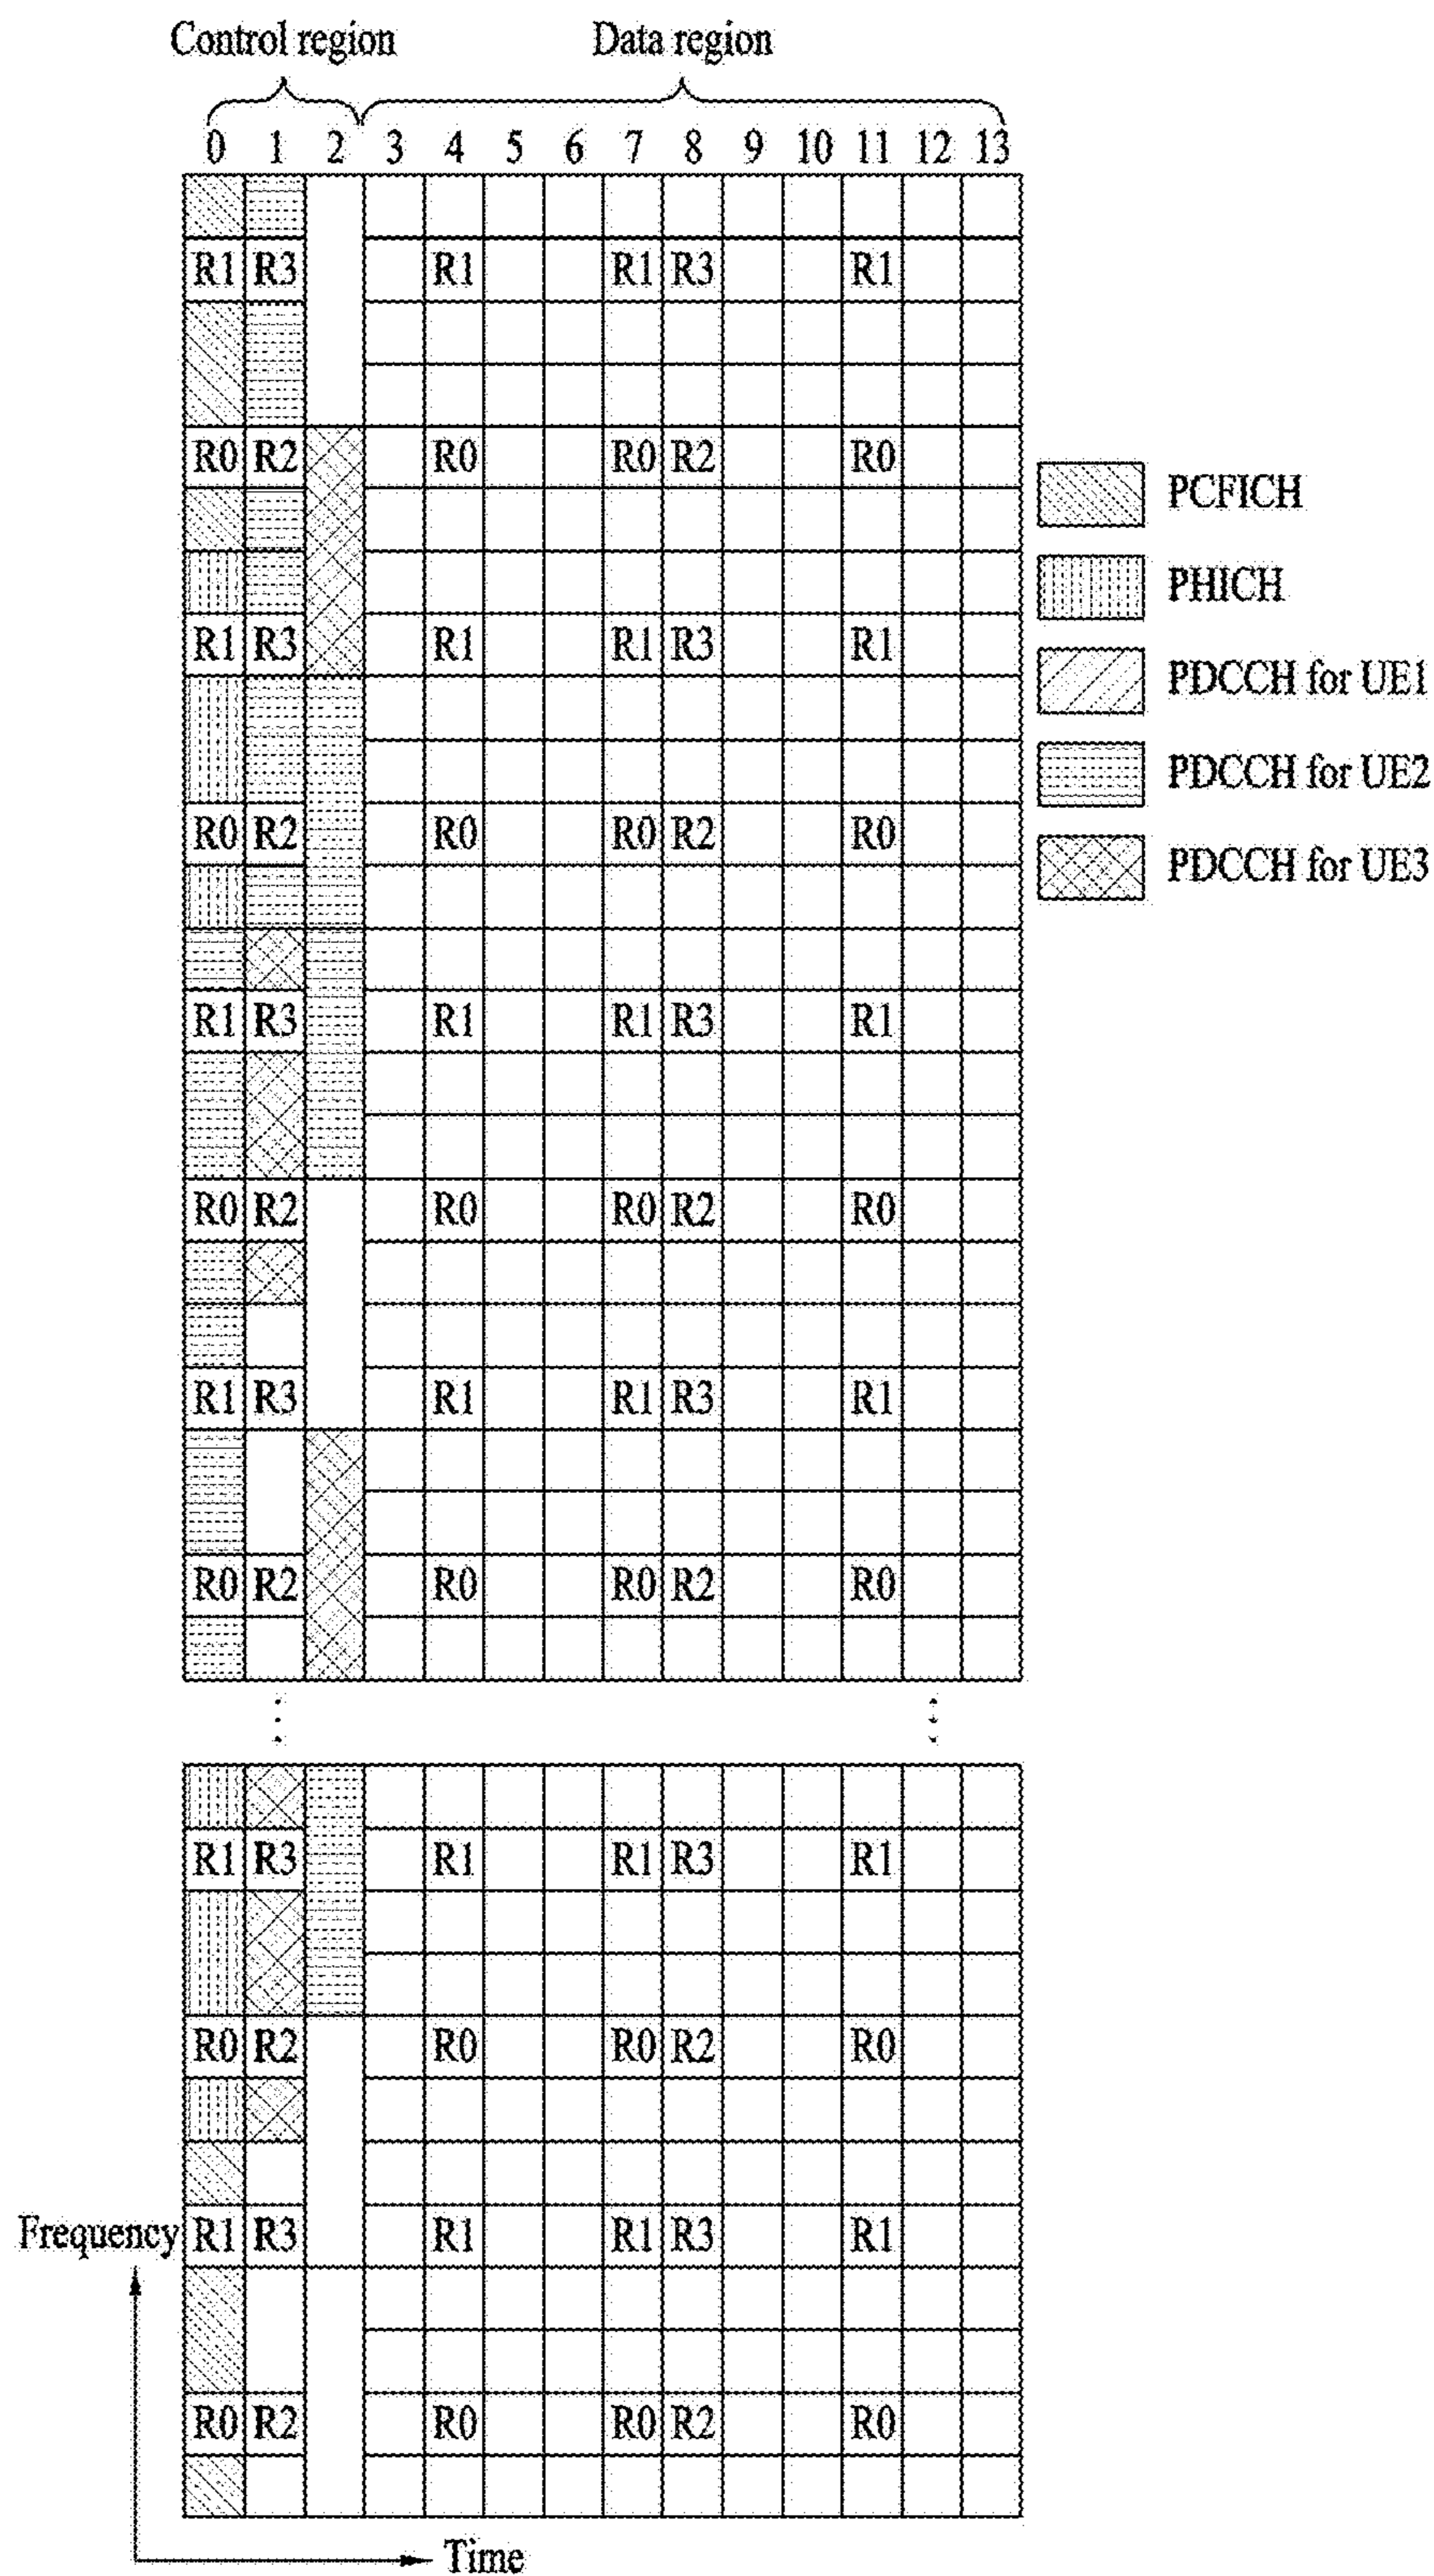 Control region Data region
0 1 2 3 4 5 6 7 8 9 10 11 12 13
R1 R3 R1 R1 R3 R1
R0 R2 R0 R0 R2 R0
PCFICH
PHICH
R1 R3 R1 R1 R3 R1
PDCCH for UE1
PDCCH for UE2
R0 R2 R0 R0 R2 R0
PDCCH for UE3
R1 R3 R1 R1 R3 R1
R0 R2 R0 R0 R2 R0
R1 R3 R1 R1 R3 R1
R0 R2 R0 R0 R2 R0
R1 R3 R1 R1 R3 R1
R0 R2 R0 R0 R2 R0
Frequency R1 R3 R1 R1 R3 R1
R0 R2 R0 R0 R2 R0
Time